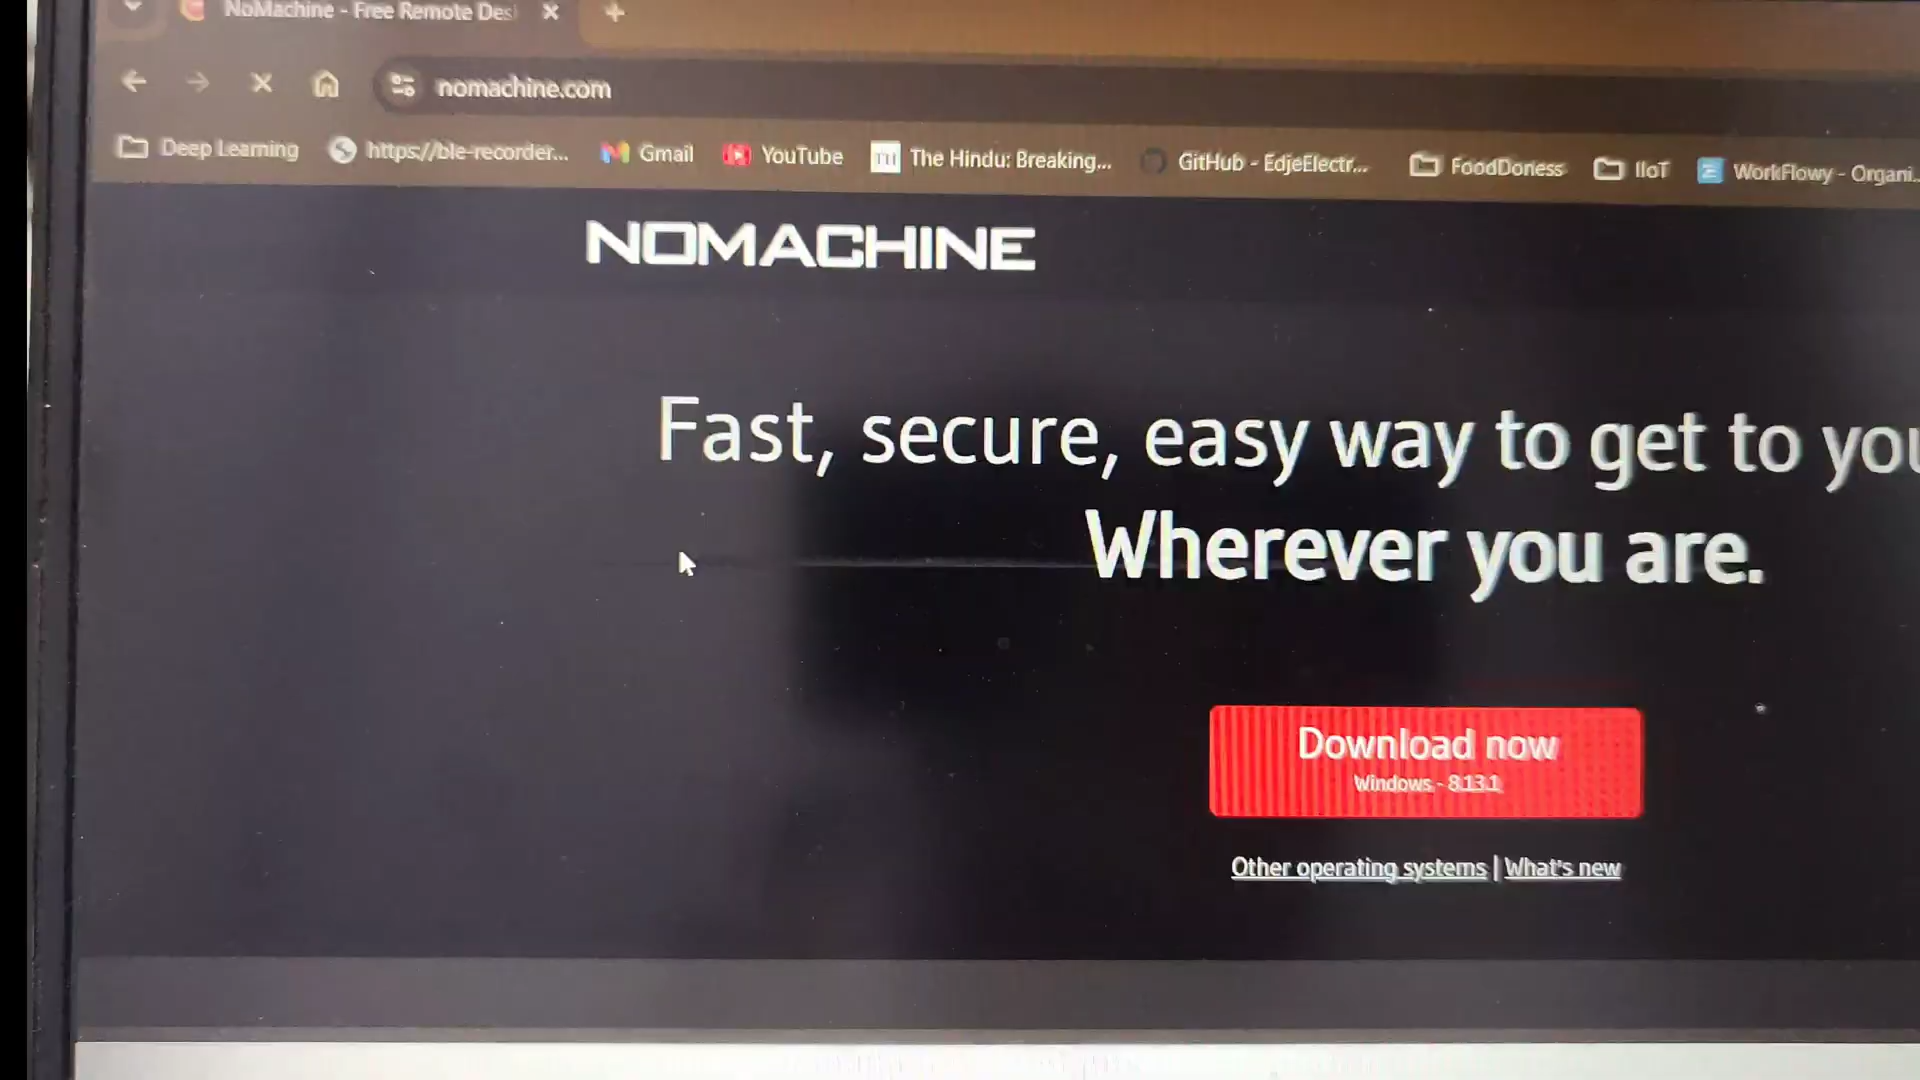 NoMachine - Free Remote Des
nomachine.com
Deep Learning
https://ble-recorder...
Gmail
YouTube
TH
The Hindu: Breaking...
GitHub - EdjeElectr...
FoodDoness
IIoT
WorkFlowy - Organi...
NOMACHINE
Fast, secure, easy way to get to you
Wherever you are.
Download now
Windows - 8.13.1
Other operating systems | What's new